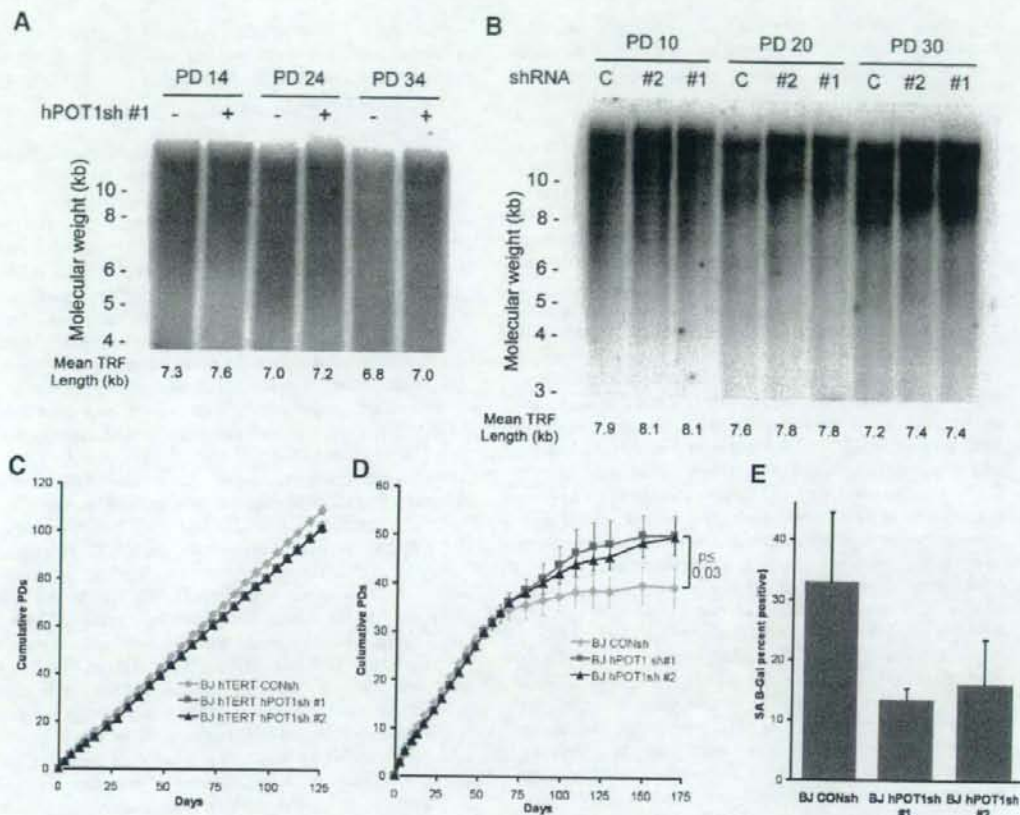 A
PD 14 PD 24 PD 34
hPOT1sh #1 - + - + - +
Molecular weight (kb)
10 -
8 -
6 -
5 -
4 -
Mean TRF
Length (kb)
7.3 7.6 7.0 7.2 6.8 7.0
B
PD 10 PD 20 PD 30
shRNA C #2 #1 C #2 #1 C #2 #1
Molecular weight (kb)
10 -
8 -
6 -
5 -
4 -
3 -
Mean TRF
Length (kb)
7.9 8.1 8.1 7.6 7.8 7.8 7.2 7.4 7.4
C
Cumulative PDs
120
100
80
60
40
20
0
BJ hTERT CONsh
BJ hTERT hPOT1sh #1
BJ hTERT hPOT1sh #2
0 25 50 75 100 125
Days
D
Culumative PDs
60
50
40
30
20
10
0
p≤
0.03
BJ CONsh
BJ hPOT1 sh#1
BJ hPOT1sh #2
0 25 50 75 100 125 150 175
Days
E
SA B-Gal percent positive]
40
30
20
10
0
BJ CONsh BJ hPOT1sh #1 BJ hPOT1sh #2